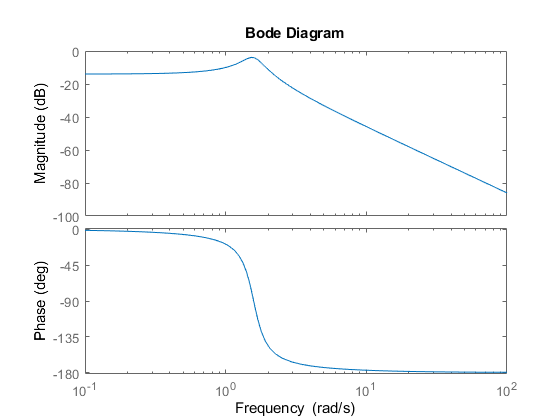 Bode Diagram
Magnitude (dB)
0
-20
-40
-60
-80
-100
Phase (deg)
0
-45
-90
-135
-180
10^-1 10^0 10^1 10^2
Frequency (rad/s)